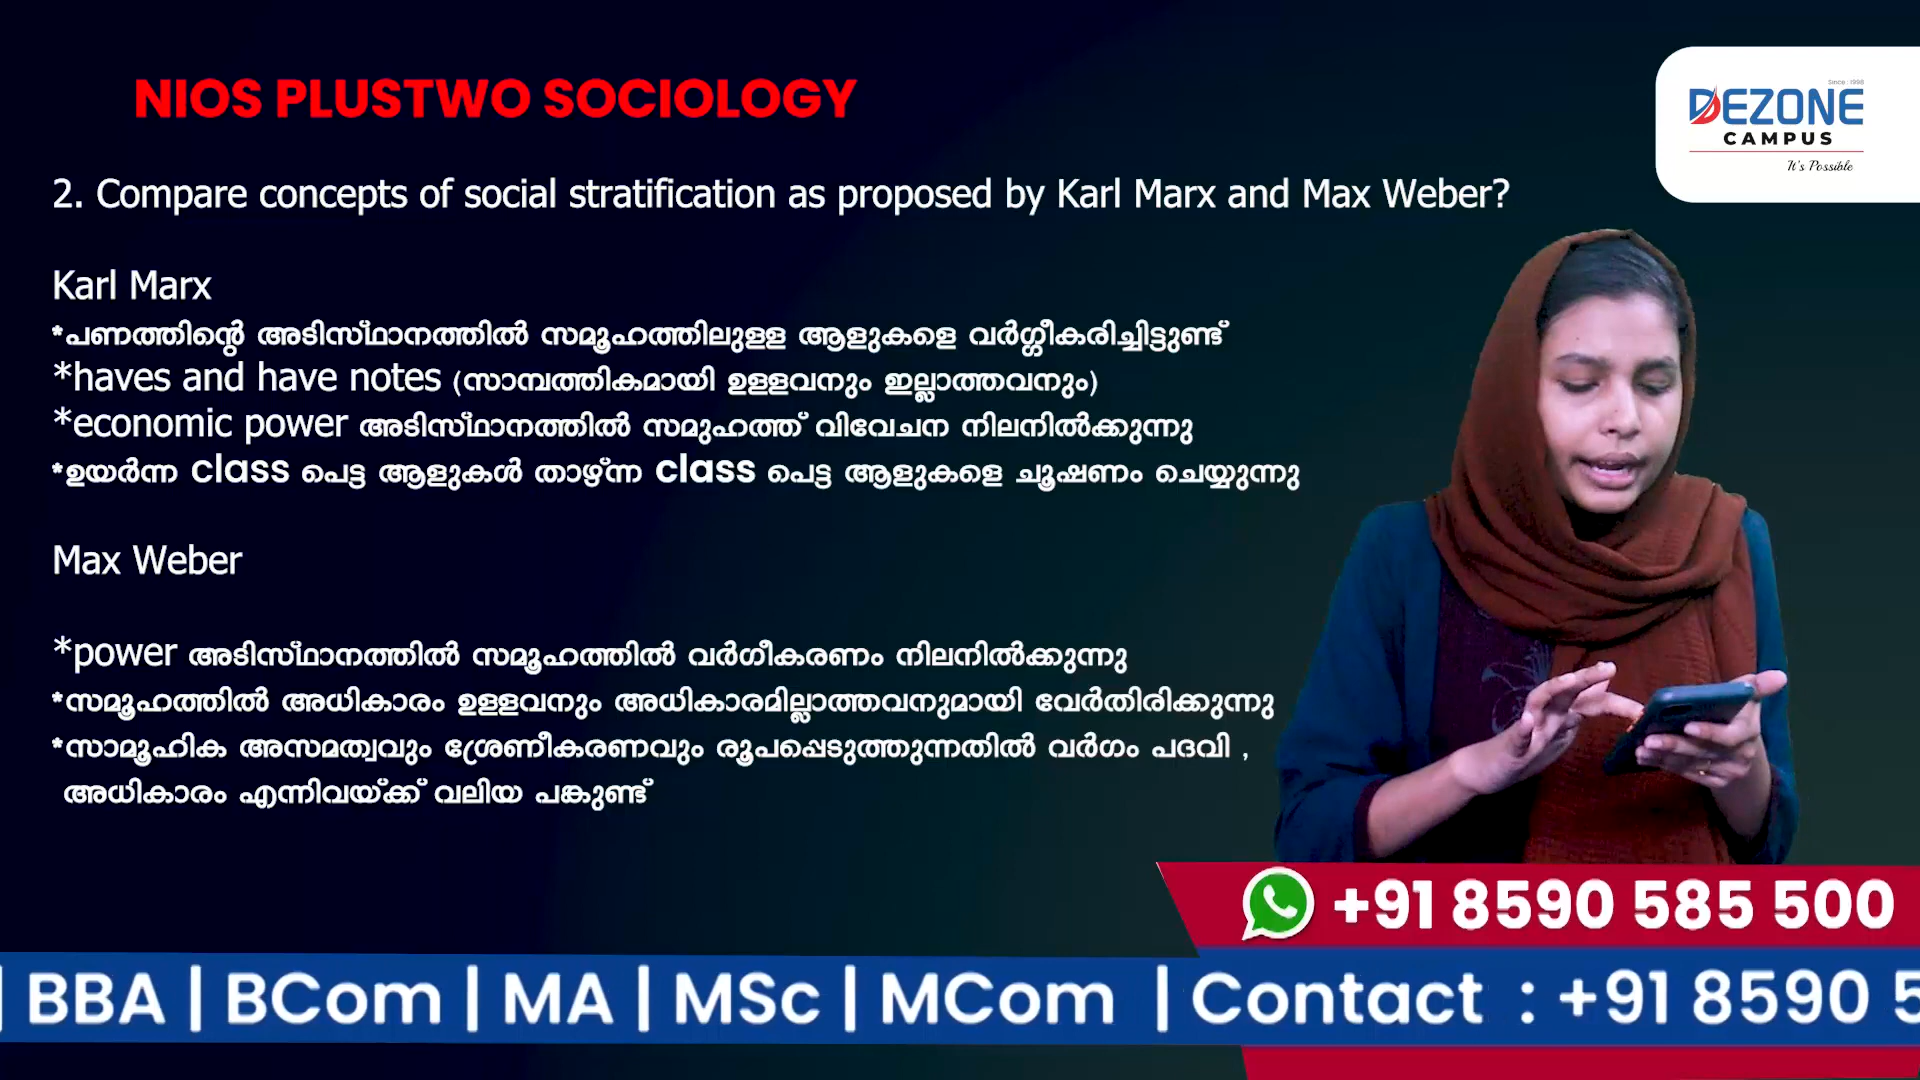 NIOS PLUSTWO SOCIOLOGY
Since : 1998
DEZONE
CAMPUS
It's Possible
2. Compare concepts of social stratification as proposed by Karl Marx and Max Weber?
Karl Marx
*പണത്തിന്റെ അടിസ്ഥാനത്തിൽ സമൂഹത്തിലുള്ള ആളുകളെ വർഗ്ഗീകരിച്ചിട്ടുണ്ട്
*haves and have notes (സാമ്പത്തികമായി ഉള്ളവനും ഇല്ലാത്തവനും)
*economic power അടിസ്ഥാനത്തിൽ സമുഹത്ത് വിവേചന നിലനിൽക്കുന്നു
*ഉയർന്ന class പെട്ട ആളുകൾ താഴ്ന്ന class പെട്ട ആളുകളെ ചൂഷണം ചെയ്യുന്നു
Max Weber
*power അടിസ്ഥാനത്തിൽ സമൂഹത്തിൽ വർഗീകരണം നിലനിൽക്കുന്നു
*സമൂഹത്തിൽ അധികാരം ഉള്ളവനും അധികാരമില്ലാത്തവനുമായി വേർതിരിക്കുന്നു
*സാമൂഹിക അസമത്വവും ശ്രേണീകരണവും രൂപപ്പെടുത്തുന്നതിൽ വർഗം പദവി ,
അധികാരം എന്നിവയ്ക്ക് വലിയ പങ്കുണ്ട്
+91 8590 585 500
| BBA | BCom | MA | MSc | MCom | Contact : +91 8590 5